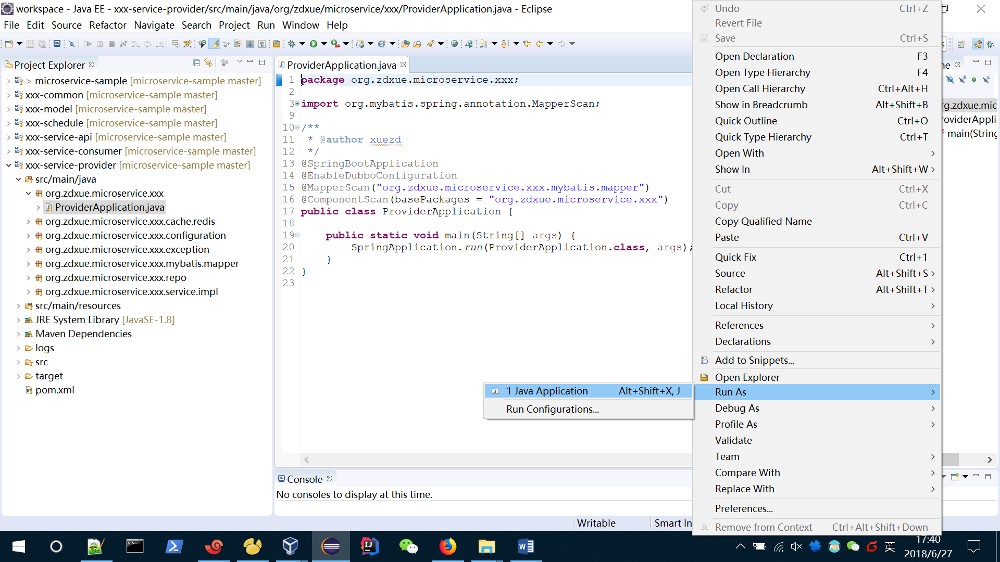 workspace - Java EE - xxx-service-provider/src/main/java/org/zdxue/microservice/xxx/ProviderApplication.java - Eclipse
File Edit Source Refactor Navigate Search Project Run Window Help
Project Explorer
> microservice-sample [microservice-sample master]
xxx-common [microservice-sample master]
xxx-model [microservice-sample master]
xxx-schedule [microservice-sample master]
xxx-service-api [microservice-sample master]
xxx-service-consumer [microservice-sample master]
xxx-service-provider [microservice-sample master]
src/main/java
org.zdxue.microservice.xxx
ProviderApplication.java
org.zdxue.microservice.xxx.cache.redis
org.zdxue.microservice.xxx.configuration
org.zdxue.microservice.xxx.exception
org.zdxue.microservice.xxx.mybatis.mapper
org.zdxue.microservice.xxx.repo
org.zdxue.microservice.xxx.service.impl
src/main/resources
JRE System Library [JavaSE-1.8]
Maven Dependencies
logs
src
target
pom.xml
ProviderApplication.java
1 package org.zdxue.microservice.xxx;
2
3 import org.mybatis.spring.annotation.MapperScan;
9
10 /**
11 * @author xuezd
12 */
13 @SpringBootApplication
14 @EnableDubboConfiguration
15 @MapperScan("org.zdxue.microservice.xxx.mybatis.mapper")
16 @ComponentScan(basePackages = "org.zdxue.microservice.xxx")
17 public class ProviderApplication {
18
19 public static void main(String[] args) {
20 SpringApplication.run(ProviderApplication.class, args);
21 }
22 }
23
1 Java Application Alt+Shift+X, J
Run Configurations...
Console
No consoles to display at this time.
Writable Smart In
Undo Ctrl+Z
Revert File
Save Ctrl+S
Open Declaration F3
Open Type Hierarchy F4
Open Call Hierarchy Ctrl+Alt+H
Show in Breadcrumb Alt+Shift+B
Quick Outline Ctrl+O
Quick Type Hierarchy Ctrl+T
Open With
Show In Alt+Shift+W
Cut Ctrl+X
Copy Ctrl+C
Copy Qualified Name
Paste Ctrl+V
Quick Fix Ctrl+1
Source Alt+Shift+S
Refactor Alt+Shift+T
Local History
References
Declarations
Add to Snippets...
Open Explorer
Run As
Debug As
Profile As
Validate
Team
Compare With
Replace With
Preferences...
Remove from Context Ctrl+Alt+Shift+Down
ne
rg.zdxue.mic
roviderAppli
main(String
英
17:40
2018/6/27